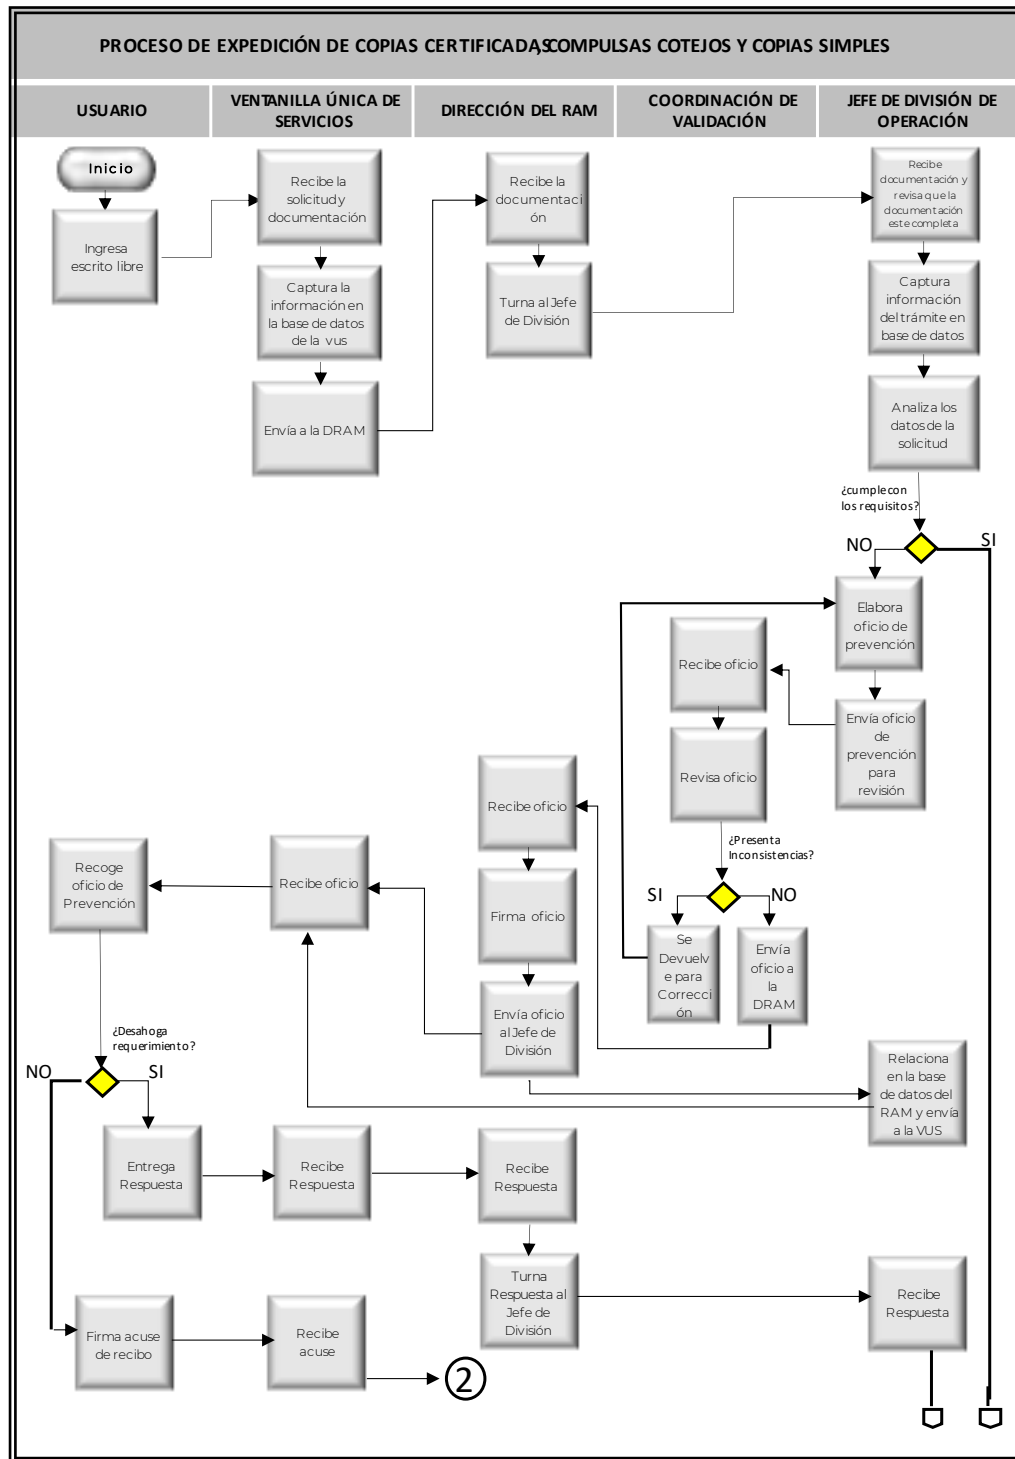 PROCESO DE EXPEDICIÓN DE COPIAS CERTIFICADAS, COMPULSAS COTEJOS Y COPIAS SIMPLES
USUARIO
VENTANILLA ÚNICA DE
SERVICIOS
DIRECCIÓN DEL RAM
COORDINACIÓN DE
VALIDACIÓN
JEFE DE DIVISIÓN DE
OPERACIÓN
Inicio
Ingresa
escrito libre
Recibe la
solicitud y
documentación
Captura la
información en
la base de datos
de la vus
Envía a la DRAM
Recibe la
documentaci
ón
Turna al Jefe
de División
Recibe
documentación y
revisa que la
documentación
este completa
Captura
información
del trámite en
base de datos
Analiza los
datos de la
solicitud
¿cumple con
los requisitos?
NO
SI
Elabora
oficio de
prevención
Envía oficio
de
prevención
para
revisión
Recibe oficio
Revisa oficio
¿Presenta
Inconsistencias?
SI
NO
Se
Devuelv
e para
Correcci
ón
Envía
oficio a
la
DRAM
Recibe oficio
Firma oficio
Envía oficio
al Jefe de
División
Recibe oficio
Recoge
oficio de
Prevención
¿Desahoga
requerimiento?
NO
SI
Relaciona
en la base
de datos del
RAM y envía
a la VUS
Entrega
Respuesta
Recibe
Respuesta
Recibe
Respuesta
Turna
Respuesta al
Jefe de
División
Recibe
Respuesta
Firma acuse
de recibo
Recibe
acuse
2